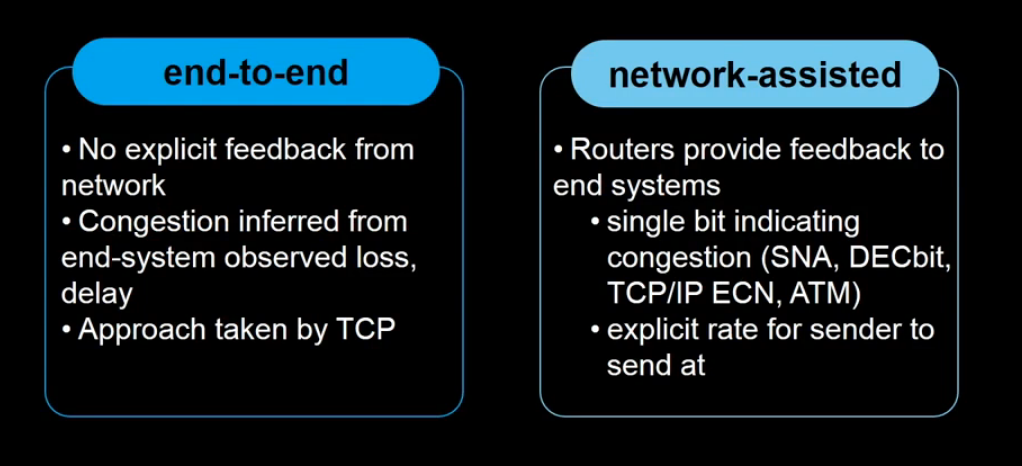 end-to-end
• No explicit feedback from
network
• Congestion inferred from
end-system observed loss,
delay
• Approach taken by TCP
network-assisted
• Routers provide feedback to
end systems
• single bit indicating
congestion (SNA, DECbit,
TCP/IP ECN, ATM)
• explicit rate for sender to
send at